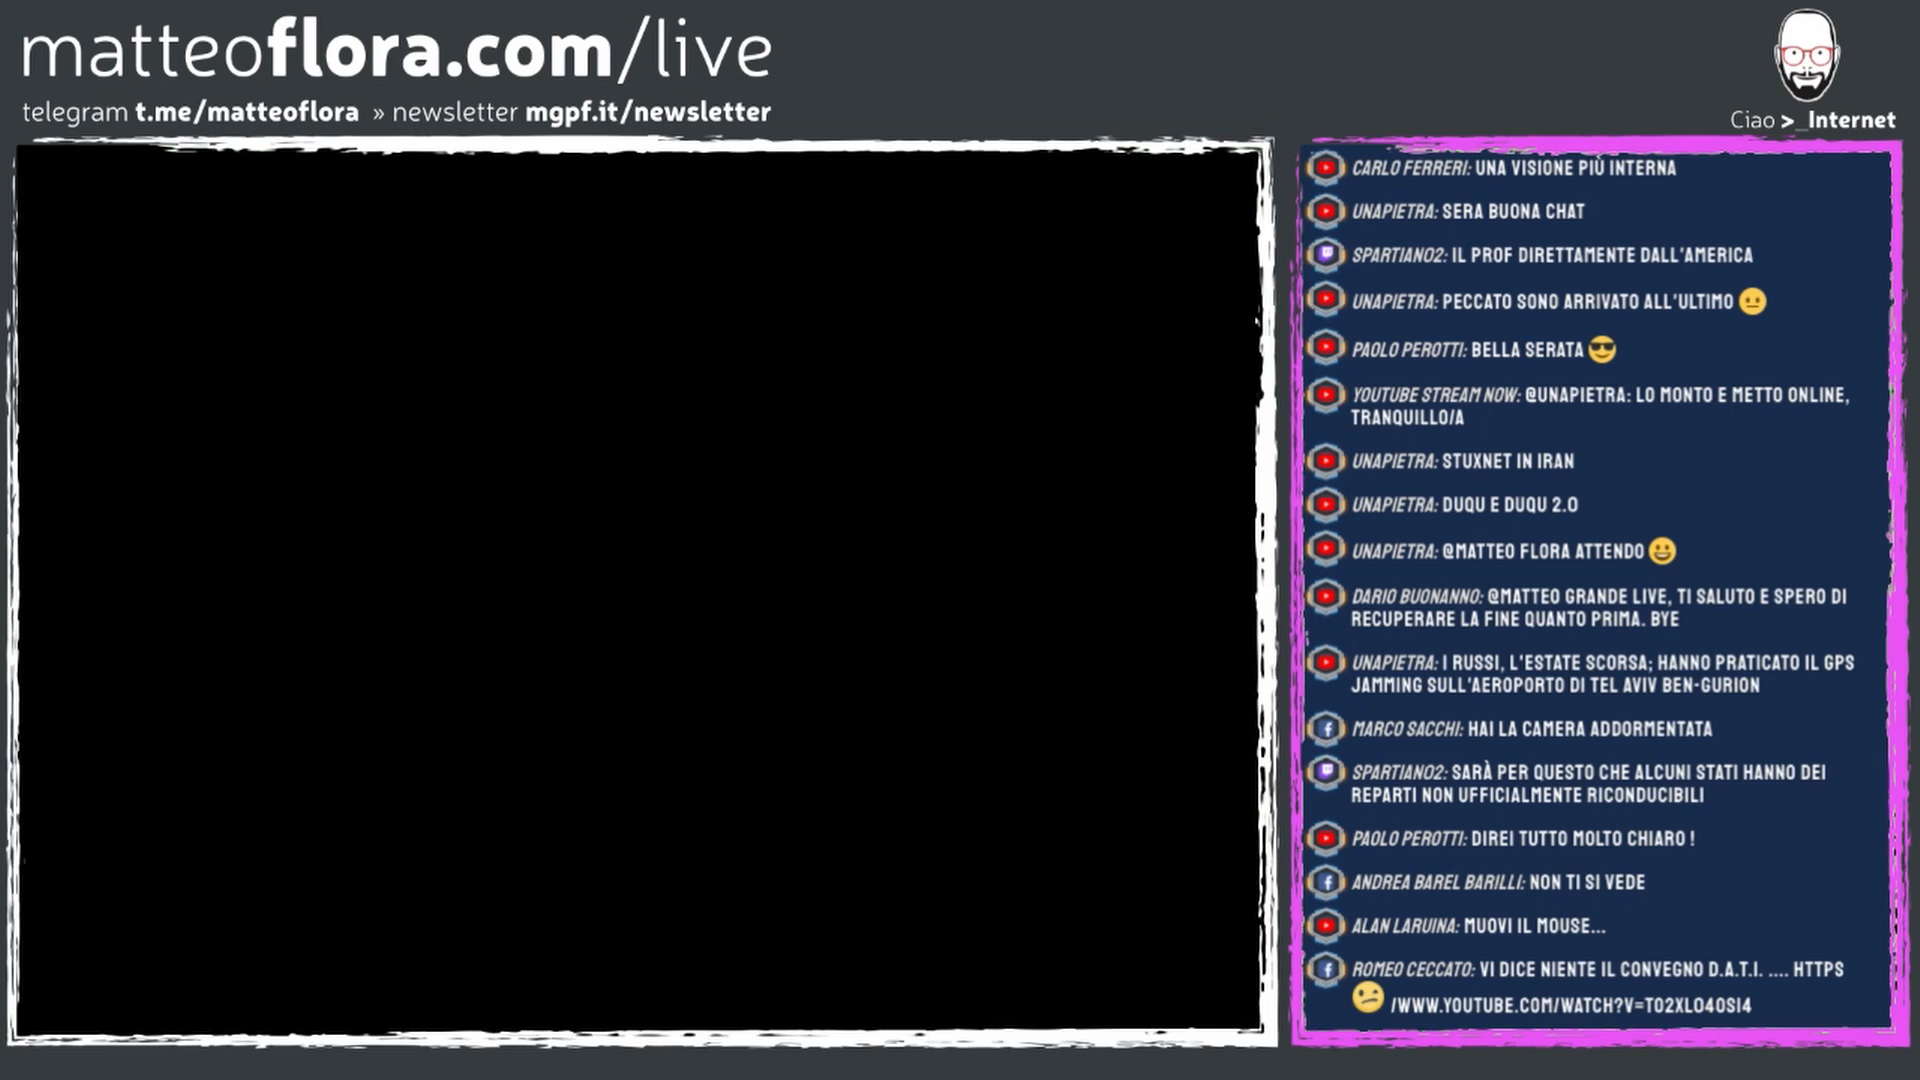 matteoflora.com/live
telegram t.me/matteoflora » newsletter mgpf.it/newsletter
Ciao >_Internet
CARLO FERRERI: UNA VISIONE PIÙ INTERNA
UNAPIETRA: SERA BUONA CHAT
SPARTIANO2: IL PROF DIRETTAMENTE DALL'AMERICA
UNAPIETRA: PECCATO SONO ARRIVATO ALL'ULTIMO 😐
PAOLO PEROTTI: BELLA SERATA 😎
YOUTUBE STREAM NOW: @UNAPIETRA: LO MONTO E METTO ONLINE,
TRANQUILLO/A
UNAPIETRA: STUXNET IN IRAN
UNAPIETRA: DUQU E DUQU 2.0
UNAPIETRA: @MATTEO FLORA ATTENDO 😀
DARIO BUONANNO: @MATTEO GRANDE LIVE, TI SALUTO E SPERO DI
RECUPERARE LA FINE QUANTO PRIMA. BYE
UNAPIETRA: I RUSSI, L'ESTATE SCORSA; HANNO PRATICATO IL GPS
JAMMING SULL'AEROPORTO DI TEL AVIV BEN-GURION
MARCO SACCHI: HAI LA CAMERA ADDORMENTATA
SPARTIANO2: SARÀ PER QUESTO CHE ALCUNI STATI HANNO DEI
REPARTI NON UFFICIALMENTE RICONDUCIBILI
PAOLO PEROTTI: DIREI TUTTO MOLTO CHIARO !
ANDREA BAREL BARILLI: NON TI SI VEDE
ALAN LARUINA: MUOVI IL MOUSE...
ROMEO CECCATO: VI DICE NIENTE IL CONVEGNO D.A.T.I. .... HTTPS
😕 /WWW.YOUTUBE.COM/WATCH?V=TO2XLO4OSI4